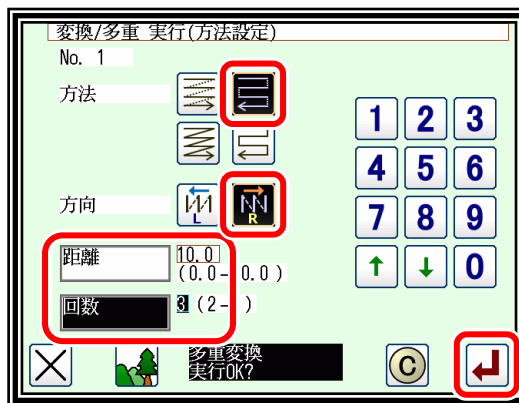 変換/多重 実行(方法設定)
No. 1
方法
1 2 3
4 5 6
方向
L R
7 8 9
距離 10.0
(0.0- 0.0)
↑ ↓ 0
回数 3 (2- )
多重変換
実行OK?
C